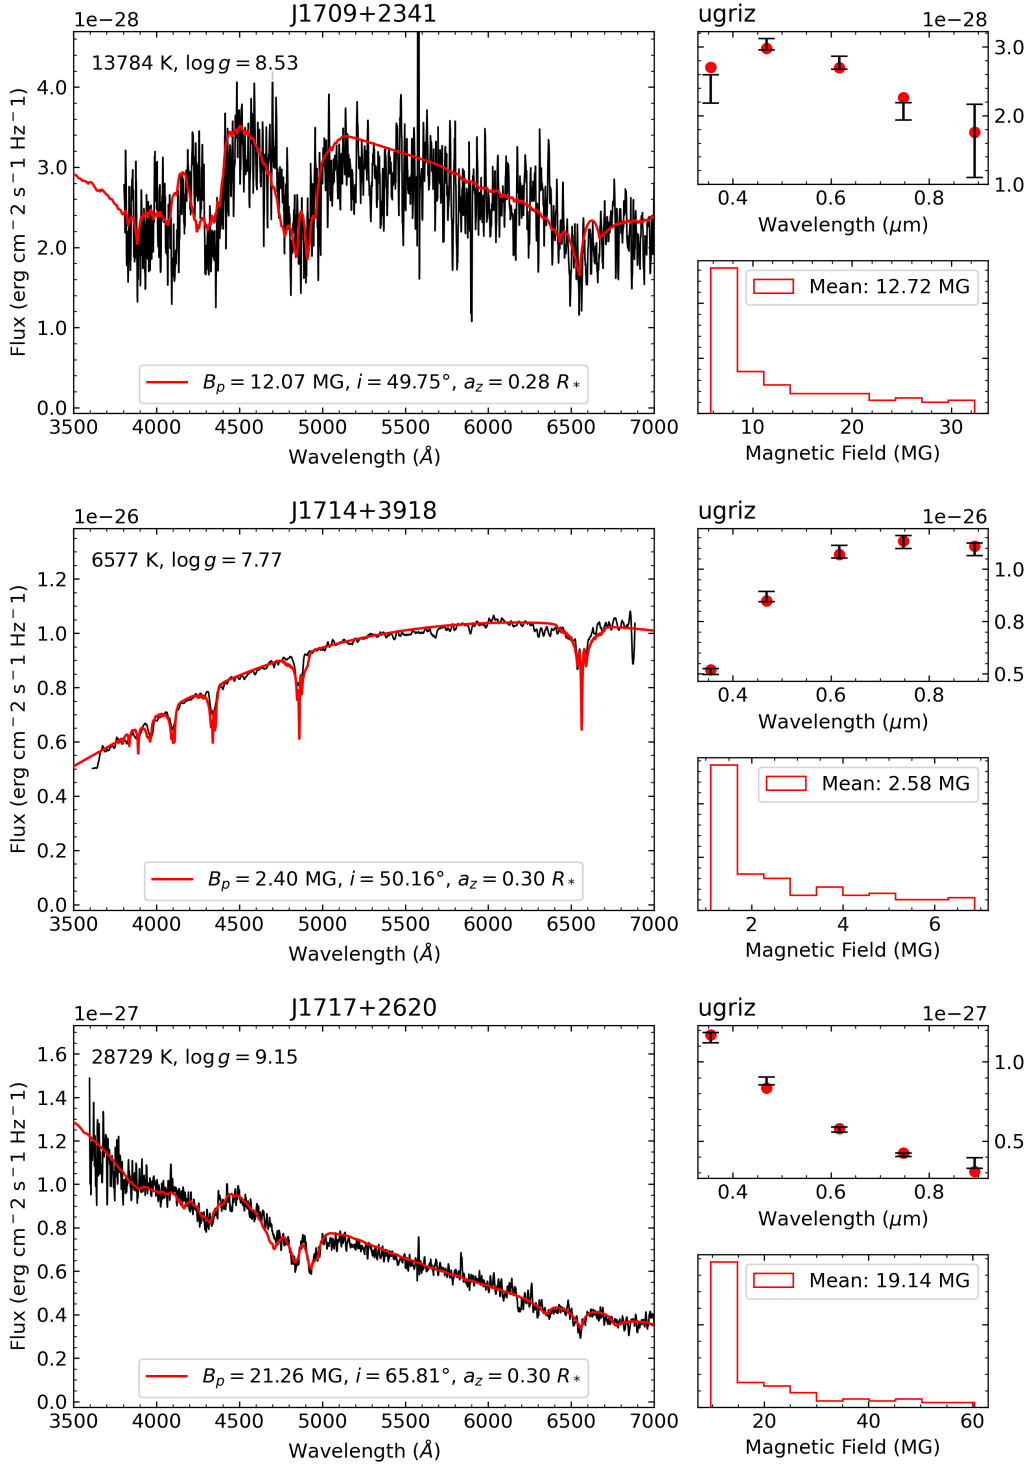 J1709+2341
1e−28
13784 K, log g = 8.53
Flux (erg cm−2 s−1 Hz−1)
4.0
3.0
2.0
1.0
0.0
B_p = 12.07 MG, i = 49.75°, a_z = 0.28 R_*
3500 4000 4500 5000 5500 6000 6500 7000
Wavelength (Å)
ugriz
1e−28
3.0
2.0
1.0
0.4 0.6 0.8
Wavelength (μm)
Mean: 12.72 MG
10 20 30
Magnetic Field (MG)
J1714+3918
1e−26
6577 K, log g = 7.77
Flux (erg cm−2 s−1 Hz−1)
1.2
1.0
0.8
0.6
0.4
0.2
0.0
B_p = 2.40 MG, i = 50.16°, a_z = 0.30 R_*
3500 4000 4500 5000 5500 6000 6500 7000
Wavelength (Å)
ugriz
1e−26
1.0
0.8
0.5
0.4 0.6 0.8
Wavelength (μm)
Mean: 2.58 MG
2 4 6
Magnetic Field (MG)
J1717+2620
1e−27
28729 K, log g = 9.15
Flux (erg cm−2 s−1 Hz−1)
1.6
1.4
1.2
1.0
0.8
0.6
0.4
0.2
0.0
B_p = 21.26 MG, i = 65.81°, a_z = 0.30 R_*
3500 4000 4500 5000 5500 6000 6500 7000
Wavelength (Å)
ugriz
1e−27
1.0
0.5
0.4 0.6 0.8
Wavelength (μm)
Mean: 19.14 MG
20 40 60
Magnetic Field (MG)